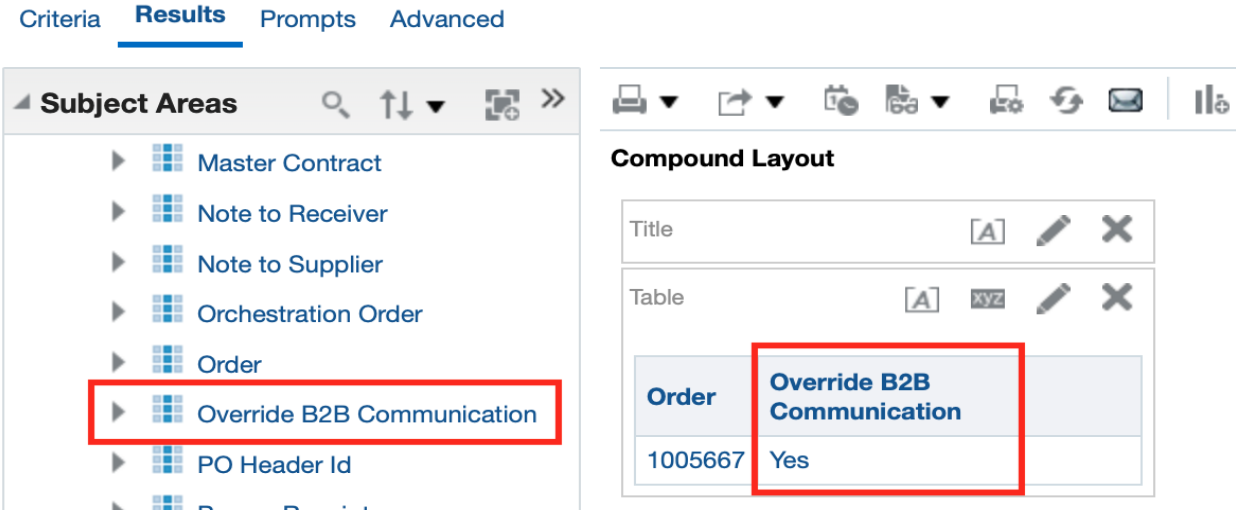 Criteria Results Prompts Advanced
Subject Areas
Master Contract
Note to Receiver
Note to Supplier
Orchestration Order
Order
Override B2B Communication
PO Header Id
Compound Layout
Title
A
Table
A xyz
Order Override B2B
Communication
1005667 Yes